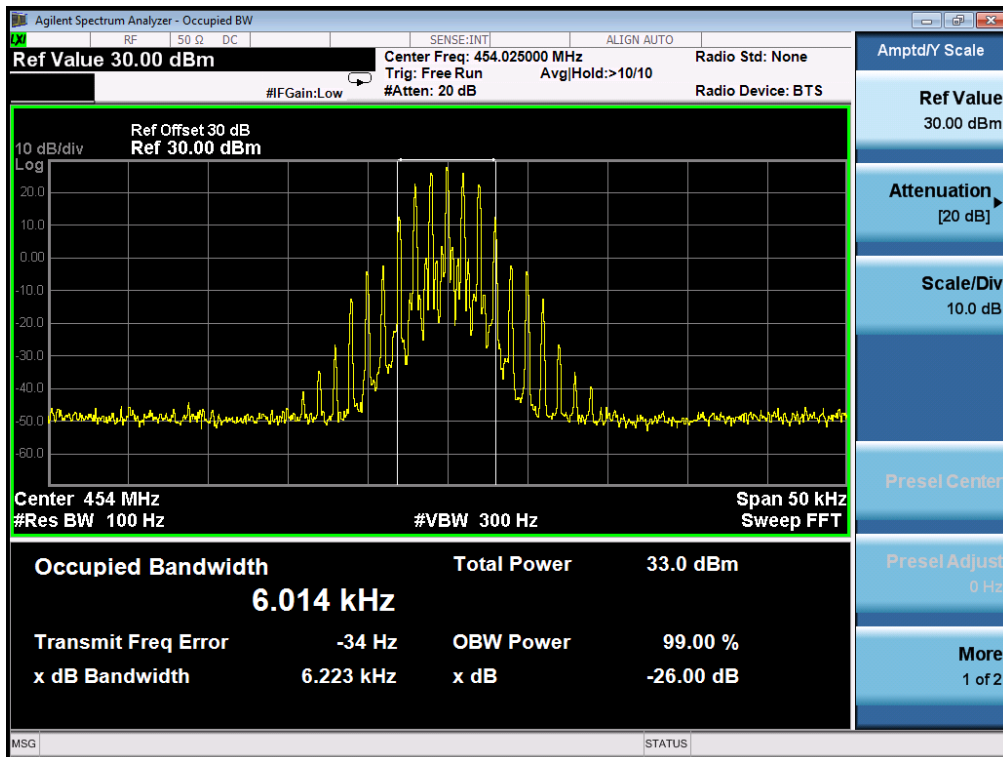 Agilent Spectrum Analyzer - Occupied BW
LXI RF 50 Ω DC SENSE:INT ALIGN AUTO
Ref Value 30.00 dBm
Center Freq: 454.025000 MHz
Radio Std: None
Trig: Free Run Avg|Hold:>10/10
#IFGain:Low
#Atten: 20 dB
Radio Device: BTS
Ref Offset 30 dB
10 dB/div Ref 30.00 dBm
Log
20.0
10.0
0.00
-10.0
-20.0
-30.0
-40.0
-50.0
-60.0
Center 454 MHz
Span 50 kHz
#Res BW 100 Hz
#VBW 300 Hz
Sweep FFT
Occupied Bandwidth
6.014 kHz
Total Power 33.0 dBm
Transmit Freq Error -34 Hz
OBW Power 99.00 %
x dB Bandwidth 6.223 kHz
x dB -26.00 dB
MSG
STATUS
Amptd/Y Scale
Ref Value
30.00 dBm
Attenuation
[20 dB]
Scale/Div
10.0 dB
Presel Center
Presel Adjust
0 Hz
More
1 of 2